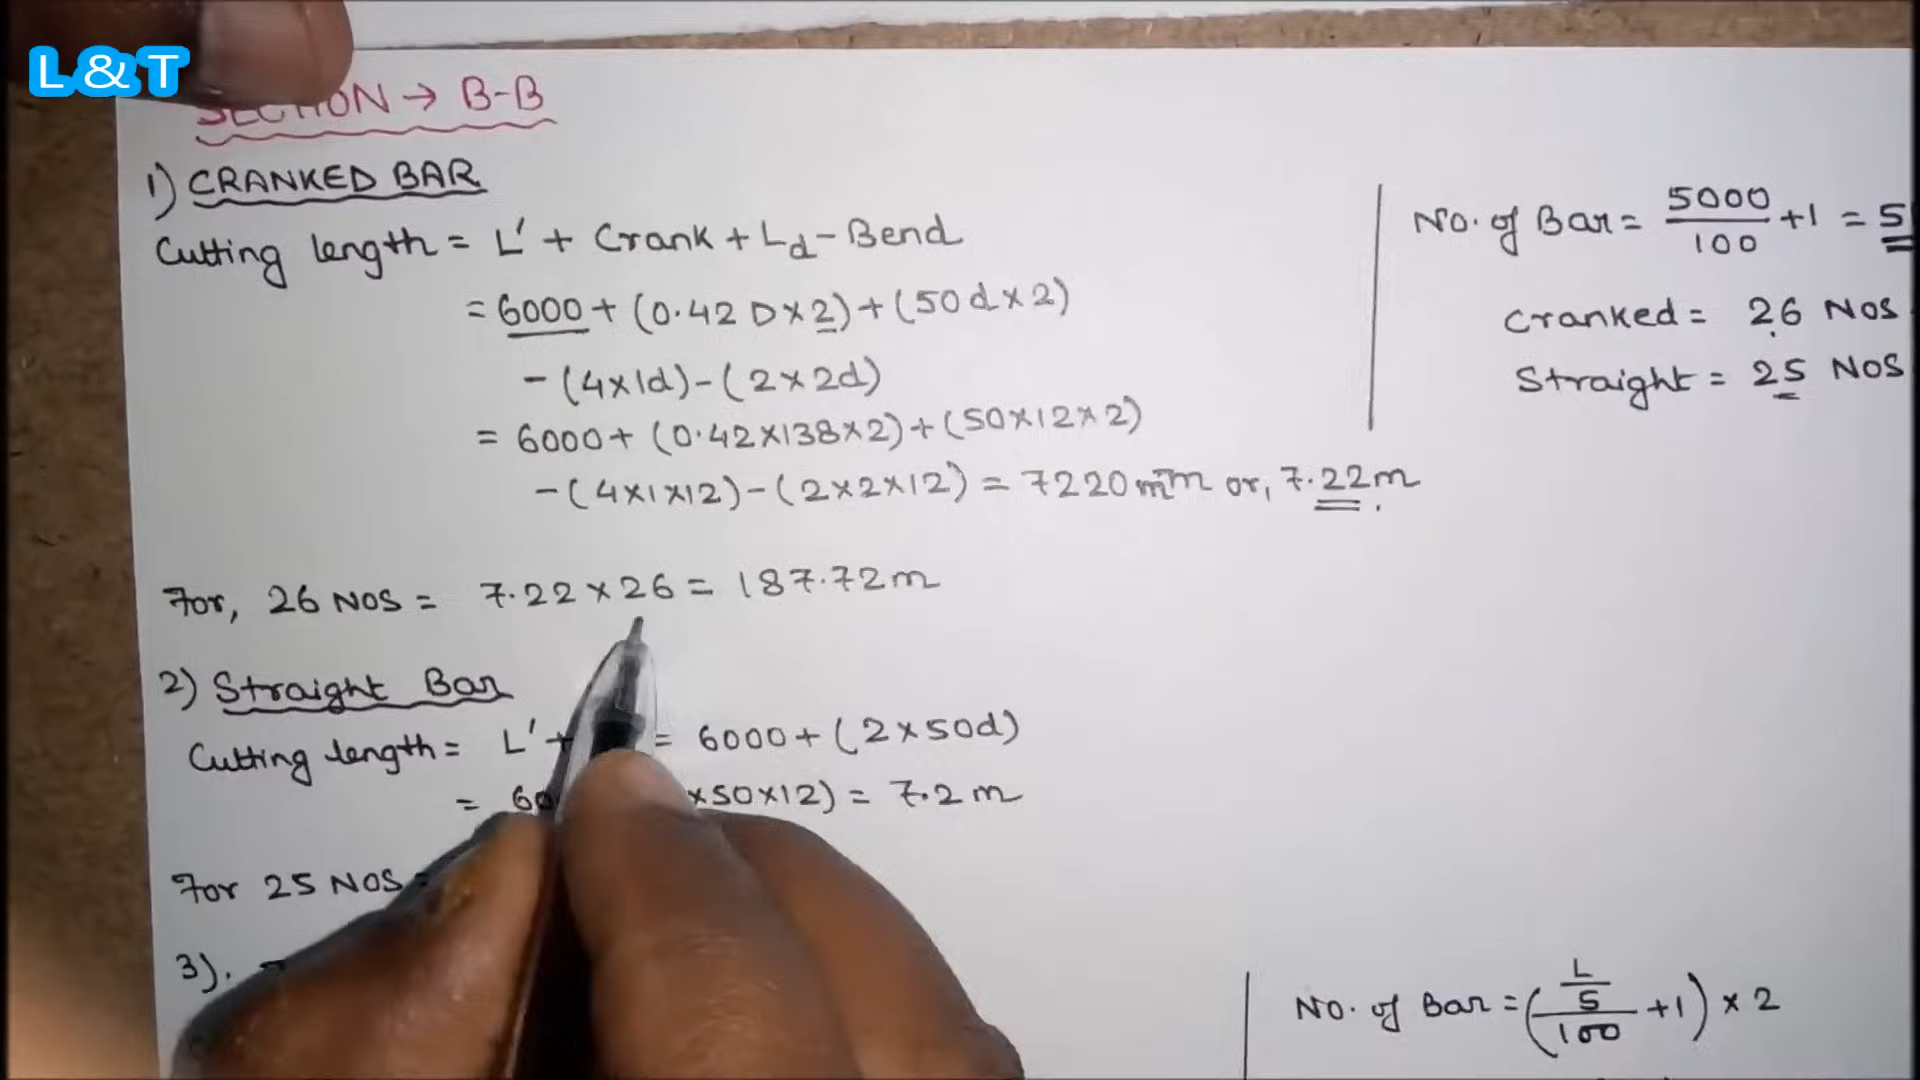 L&T
SECTION → B-B
1) CRANKED BAR
Cutting length = L' + Crank + Ld - Bend
= 6000 + (0.42 D × 2) + (50d × 2)
- (4×1d) - (2×2d)
= 6000 + (0.42×138×2) + (50×12×2)
- (4×1×12) - (2×2×12) = 7220 mm or, 7.22m
For, 26 NOS = 7.22 × 26 = 187.72m
2) Straight Bar
Cutting length = L' + = 6000 + (2 × 50d)
= 60 ×50×12) = 7.2 m
For 25 NOS
3).
No. of Bar = 5000/100 + 1 = 5
Cranked = 26 NOS
Straight = 25 NOS
No. of Bar = (L/5/100 + 1) × 2